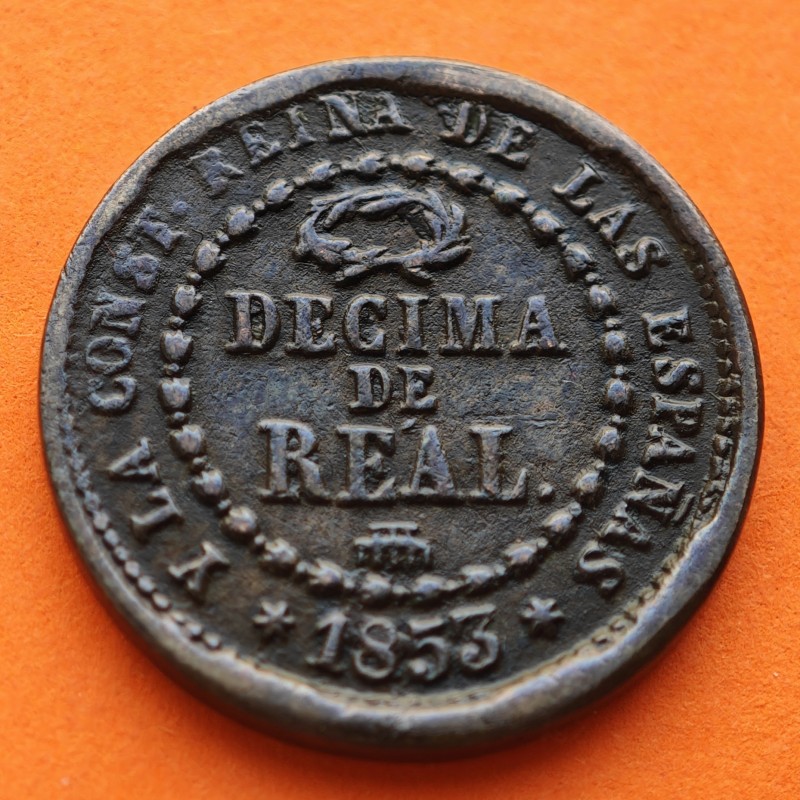 Y LA CONST. REINA DE LAS ESPAÑAS
DECIMA
DE
REAL.
* 1853 *